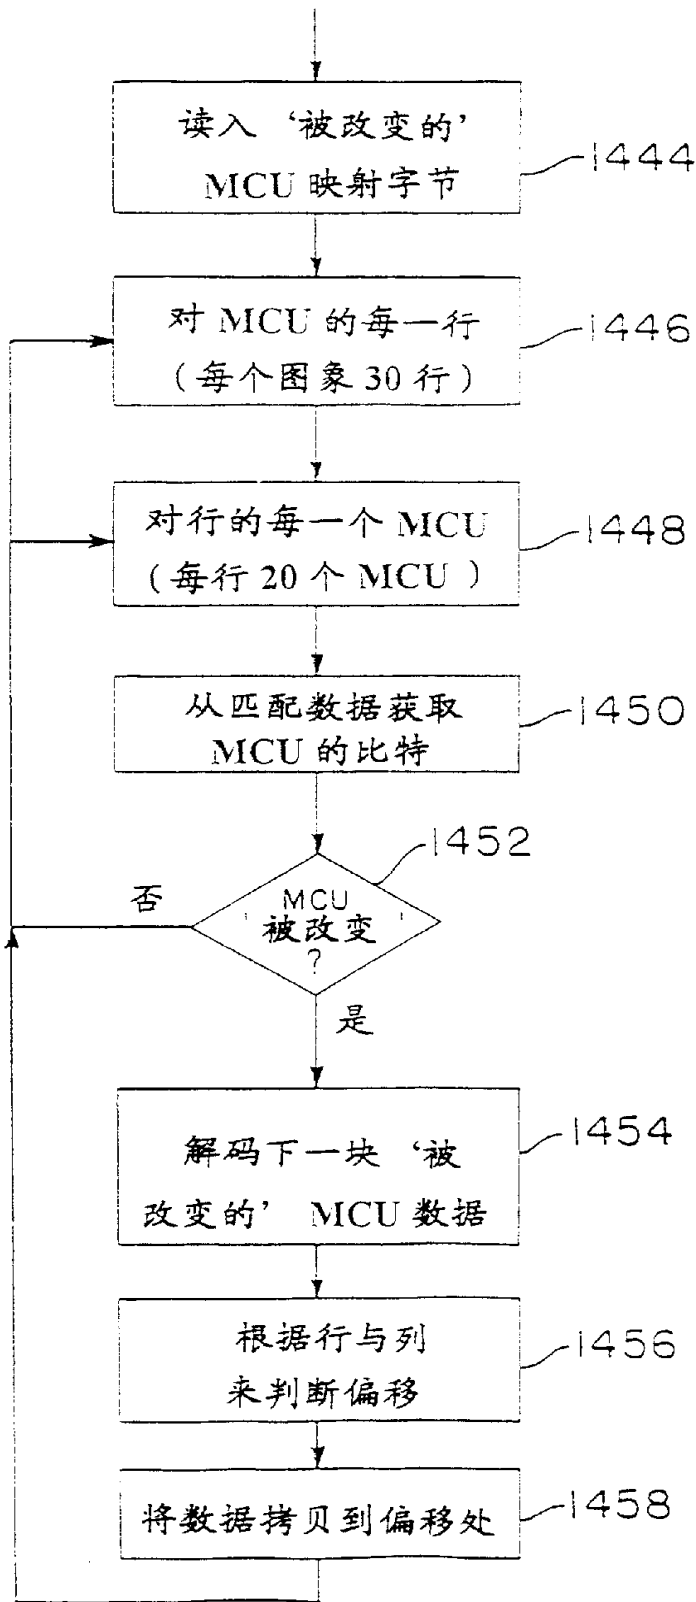 读入‘被改变的’
MCU 映射字节
1444
对 MCU 的每一行
（每个图象 30 行）
1446
对行的每一个 MCU
（每行 20 个 MCU ）
1448
从匹配数据获取
MCU 的比特
1450
1452
否
MCU
'被改变'
?
是
解码下一块‘被
改变的’ MCU 数据
1454
根据行与列
来判断偏移
1456
将数据拷贝到偏移处
1458